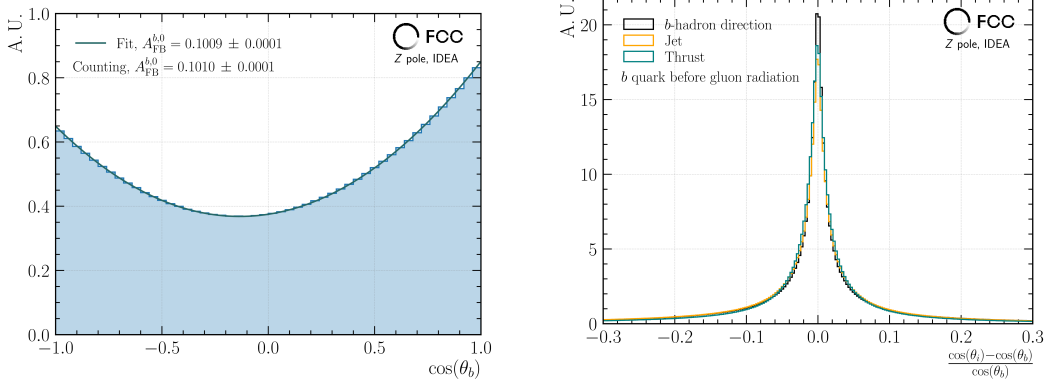 A. U.
1.0
0.8
0.6
0.4
0.2
0.0
Fit, A_FB^{b,0} = 0.1009 ± 0.0001
Counting, A_FB^{b,0} = 0.1010 ± 0.0001
FCC
Z pole, IDEA
−1.0 −0.5 0.0 0.5 1.0
cos(θ_b)
A. U.
20
15
10
5
0
b-hadron direction
Jet
Thrust
b quark before gluon radiation
FCC
Z pole, IDEA
−0.3 −0.2 −0.1 0.0 0.1 0.2 0.3
cos(θ_i)−cos(θ_b)
cos(θ_b)